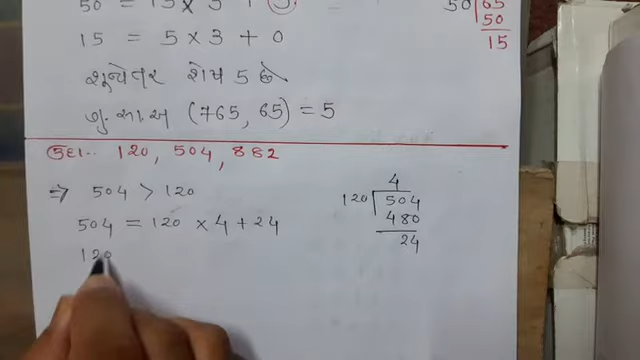 50 = 15 x 3 + 5
15 = 5 x 3 + 0
શૂન્યેતર શેષ 5 છે
ગુ.સા.અ (765, 65) = 5
50 65
50
15
ઉદા.. 120, 504, 882
⇒ 504 > 120
504 = 120 x 4 + 24
120
4
120 504
480
24